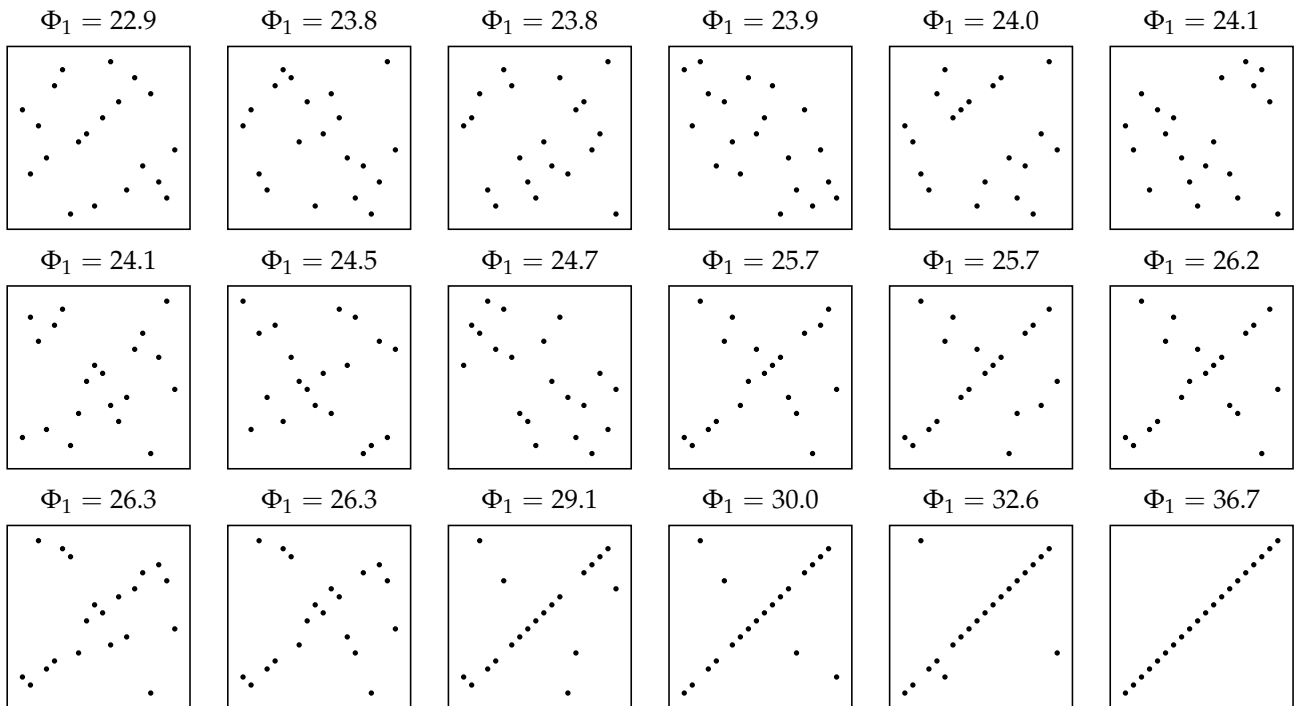 Φ₁ = 22.9 Φ₁ = 23.8 Φ₁ = 23.8 Φ₁ = 23.9 Φ₁ = 24.0 Φ₁ = 24.1
Φ₁ = 24.1 Φ₁ = 24.5 Φ₁ = 24.7 Φ₁ = 25.7 Φ₁ = 25.7 Φ₁ = 26.2
Φ₁ = 26.3 Φ₁ = 26.3 Φ₁ = 29.1 Φ₁ = 30.0 Φ₁ = 32.6 Φ₁ = 36.7